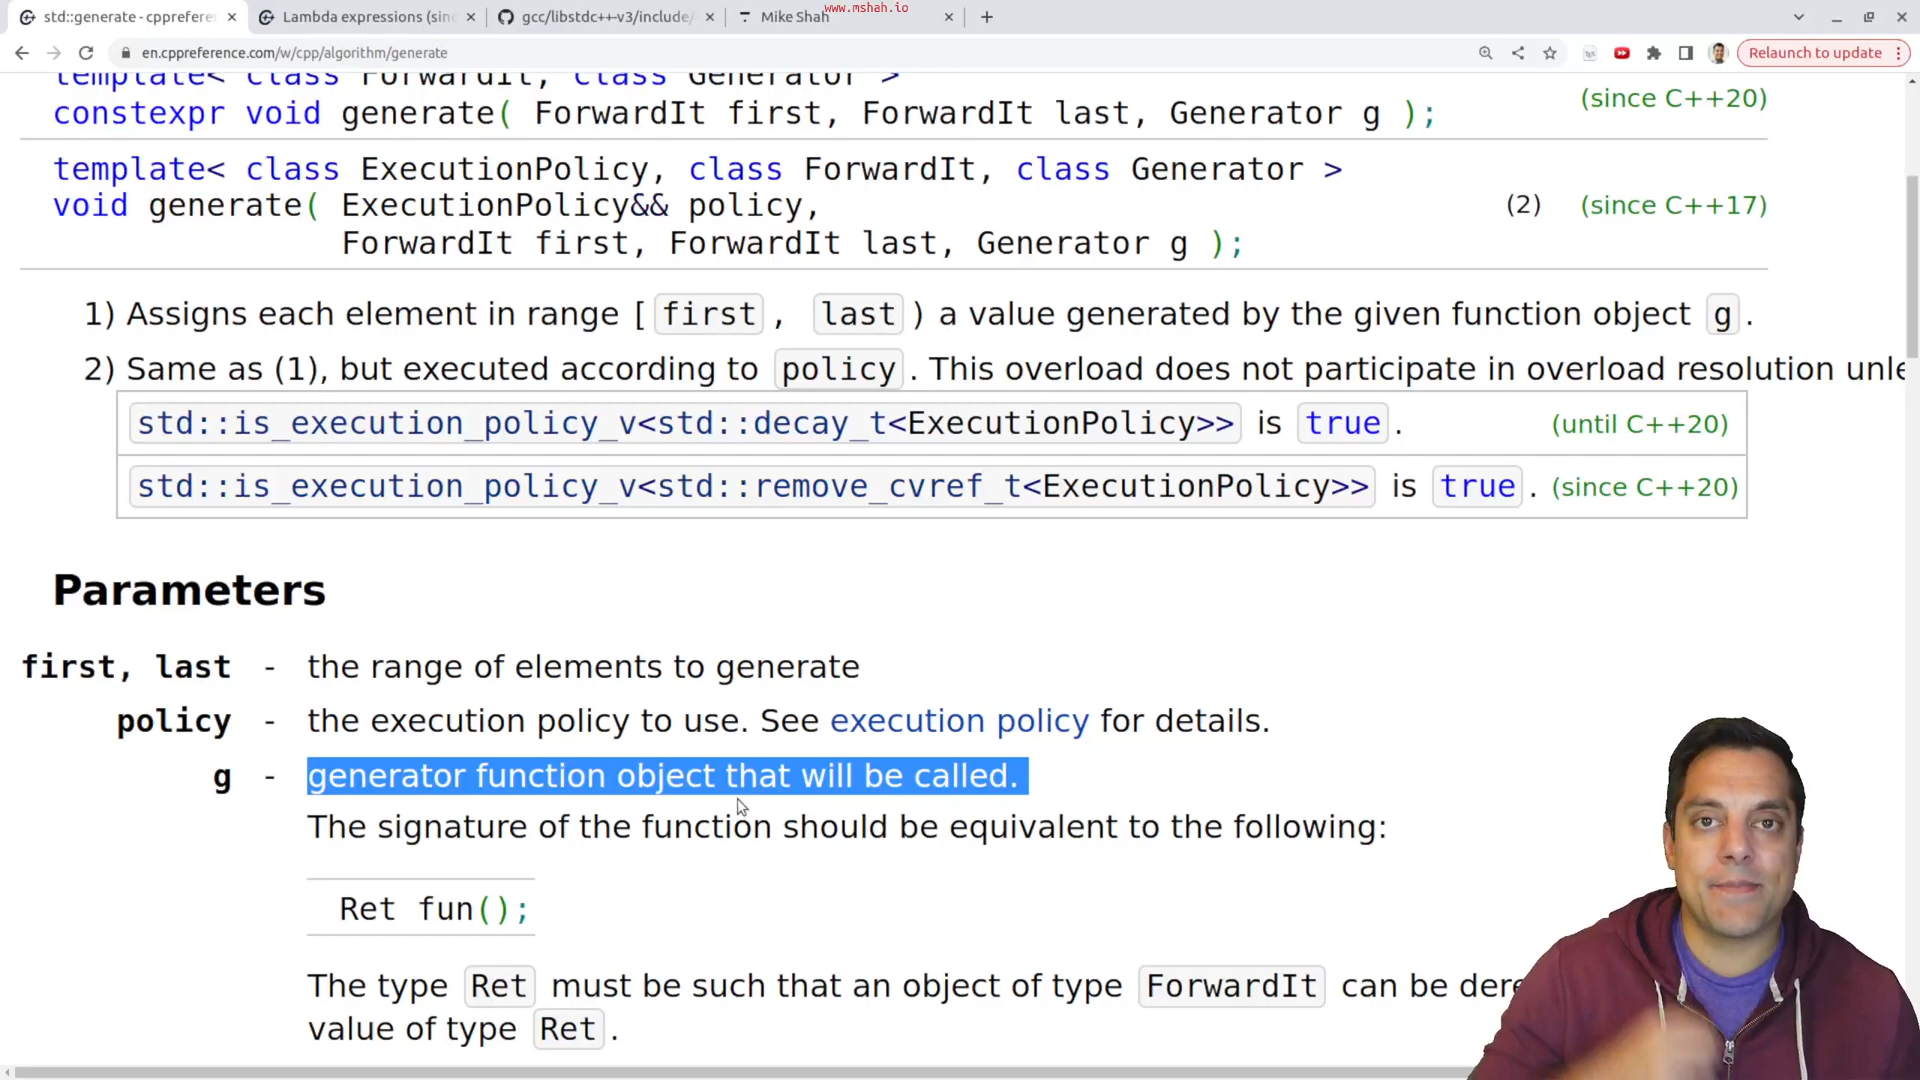 www.mshah.io
std::generate - cpprefere
Lambda expressions (sin
gcc/libstdc++-v3/include/
Mike Shah
en.cppreference.com/w/cpp/algorithm/generate
Relaunch to update
template< class ForwardIt, class Generator >
constexpr void generate( ForwardIt first, ForwardIt last, Generator g );
(since C++20)
template< class ExecutionPolicy, class ForwardIt, class Generator >
void generate( ExecutionPolicy&& policy,
ForwardIt first, ForwardIt last, Generator g );
(2) (since C++17)
1) Assigns each element in range [ first , last ) a value generated by the given function object g .
2) Same as (1), but executed according to policy . This overload does not participate in overload resolution unle
std::is_execution_policy_v<std::decay_t<ExecutionPolicy>> is true . (until C++20)
std::is_execution_policy_v<std::remove_cvref_t<ExecutionPolicy>> is true . (since C++20)
Parameters
first, last - the range of elements to generate
policy - the execution policy to use. See execution policy for details.
g - generator function object that will be called.
The signature of the function should be equivalent to the following:
Ret fun();
The type Ret must be such that an object of type ForwardIt can be dere
value of type Ret .